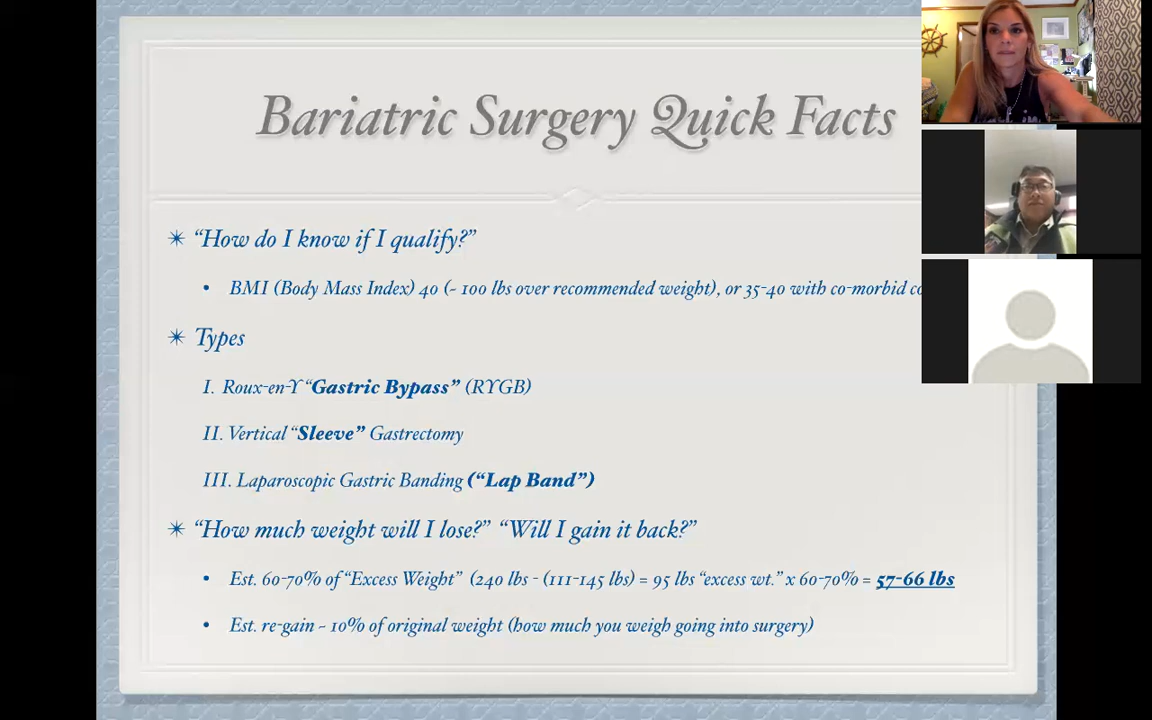 Bariatric Surgery Quick Facts
“How do I know if I qualify?”
BMI (Body Mass Index) 40 (~ 100 lbs over recommended weight), or 35-40 with co-morbid
Types
I. Roux-en-Y “Gastric Bypass” (RYGB)
II. Vertical “Sleeve” Gastrectomy
III. Laparoscopic Gastric Banding (“Lap Band”)
“How much weight will I lose?” “Will I gain it back?”
Est. 60-70% of “Excess Weight” (240 lbs - (111-145 lbs) = 95 lbs “excess wt.” x 60-70% = 57-66 lbs
Est. re-gain ~ 10% of original weight (how much you weigh going into surgery)